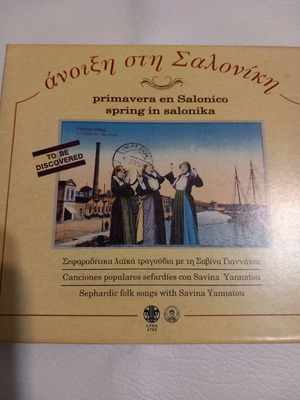 άνοιξη στη Σαλονίκη
primavera en Salonico
spring in salonika
TO BE
DISCOVERED
Σεφαραδίτικα λαϊκά τραγούδια με τη Σαβίνα Γιαννάτου
Canciones populares sefardíes con Savina Yannatou
Sephardic folk songs with Savina Yannatou
LYRA